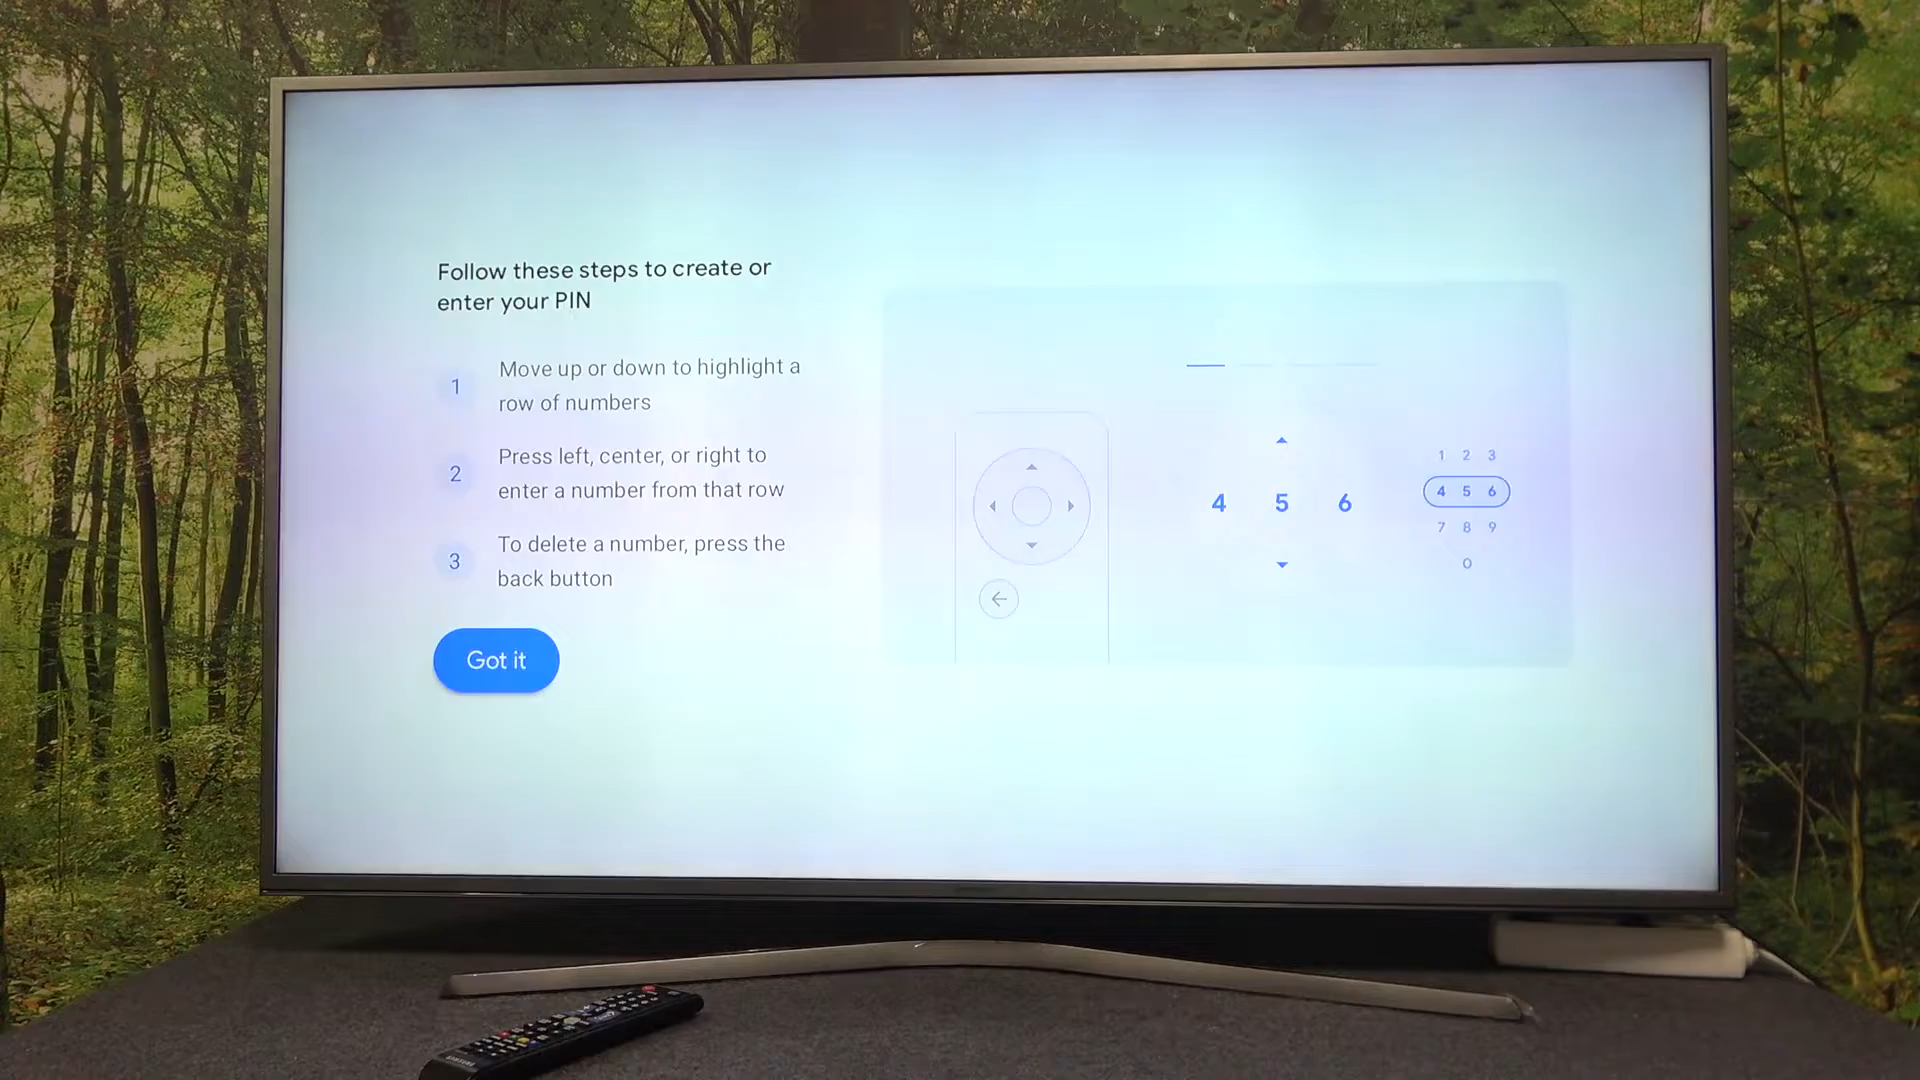 Follow these steps to create or
enter your PIN
1
Move up or down to highlight a
row of numbers
2
Press left, center, or right to
enter a number from that row
3
To delete a number, press the
back button
Got it
4 5 6
1 2 3
4 5 6
7 8 9
0
SAMSUNG